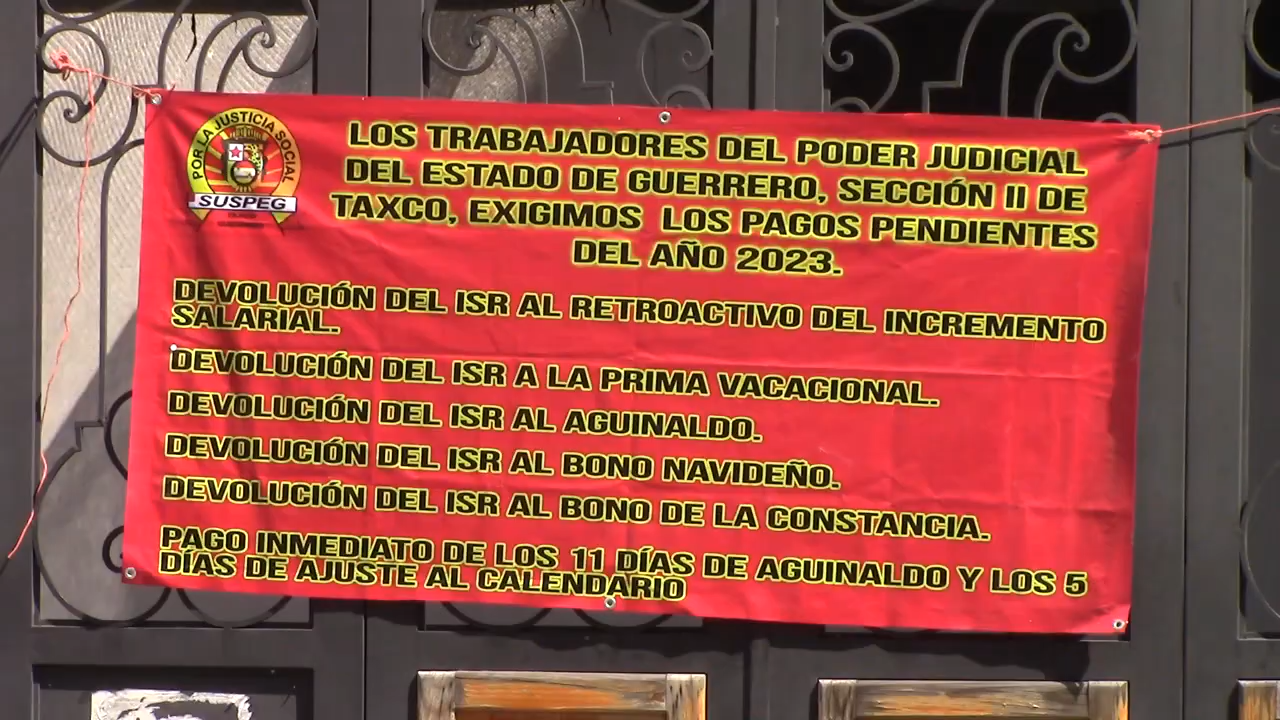 POR LA JUSTICIA SOCIAL
SUSPEG
LOS TRABAJADORES DEL PODER JUDICIAL
DEL ESTADO DE GUERRERO, SECCIÓN II DE
TAXCO, EXIGIMOS LOS PAGOS PENDIENTES
DEL AÑO 2023.
DEVOLUCIÓN DEL ISR AL RETROACTIVO DEL INCREMENTO
SALARIAL.
DEVOLUCIÓN DEL ISR A LA PRIMA VACACIONAL.
DEVOLUCIÓN DEL ISR AL AGUINALDO.
DEVOLUCIÓN DEL ISR AL BONO NAVIDEÑO.
DEVOLUCIÓN DEL ISR AL BONO DE LA CONSTANCIA.
PAGO INMEDIATO DE LOS 11 DÍAS DE AGUINALDO Y LOS 5
DÍAS DE AJUSTE AL CALENDARIO